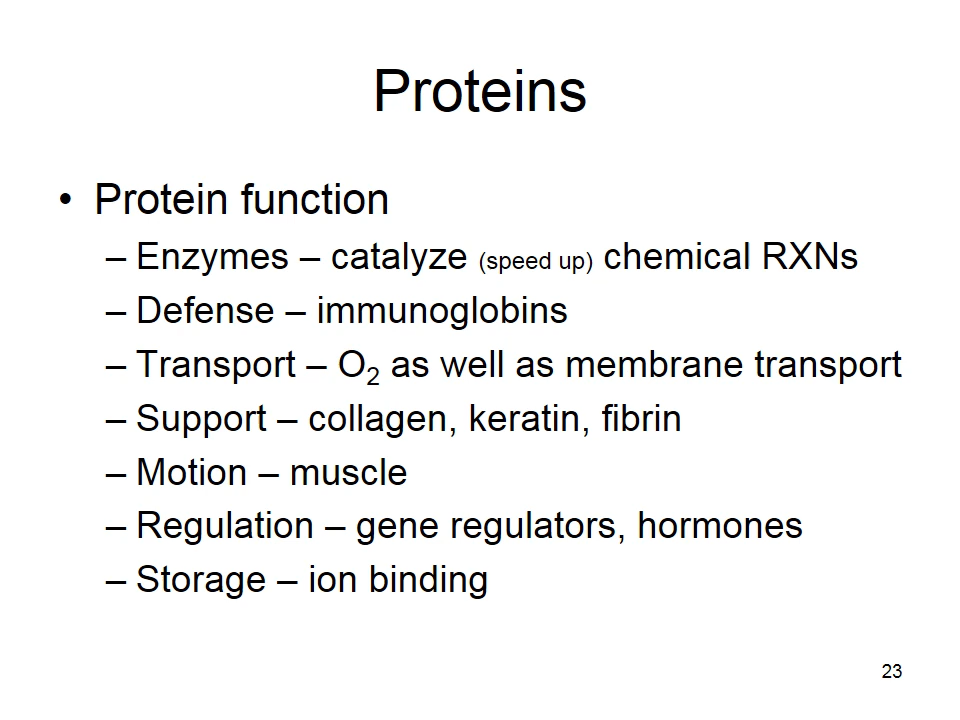 Proteins
• Protein function
– Enzymes – catalyze (speed up) chemical RXNs
– Defense – immunoglobins
– Transport – O₂ as well as membrane transport
– Support – collagen, keratin, fibrin
– Motion – muscle
– Regulation – gene regulators, hormones
– Storage – ion binding
23